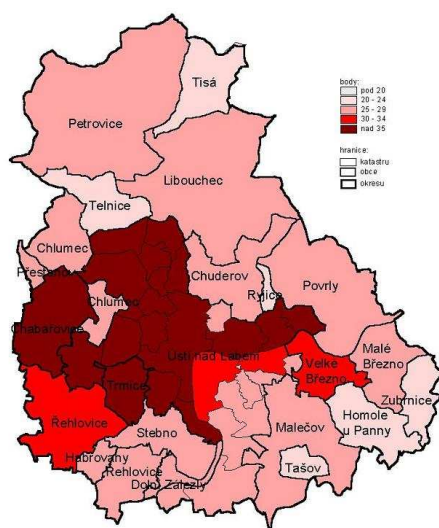 Tisá
body:
pod 20
20 - 24
25 - 29
30 - 34
nad 35
Petrovice
hranice:
katastru
obce
okresu
Libouchec
Telnice
Chlumec
Přestanov
Chuderov
Ryjice
Povrly
Chlumec
Chabařovice
Ústí nad Labem
Velké
Březno
Malé
Březno
Trmice
Zubrnice
Řehlovice
Stebno
Malečov
Homole
u Panny
Habrovany
Řehlovice
Tašov
Dolní Zálezly